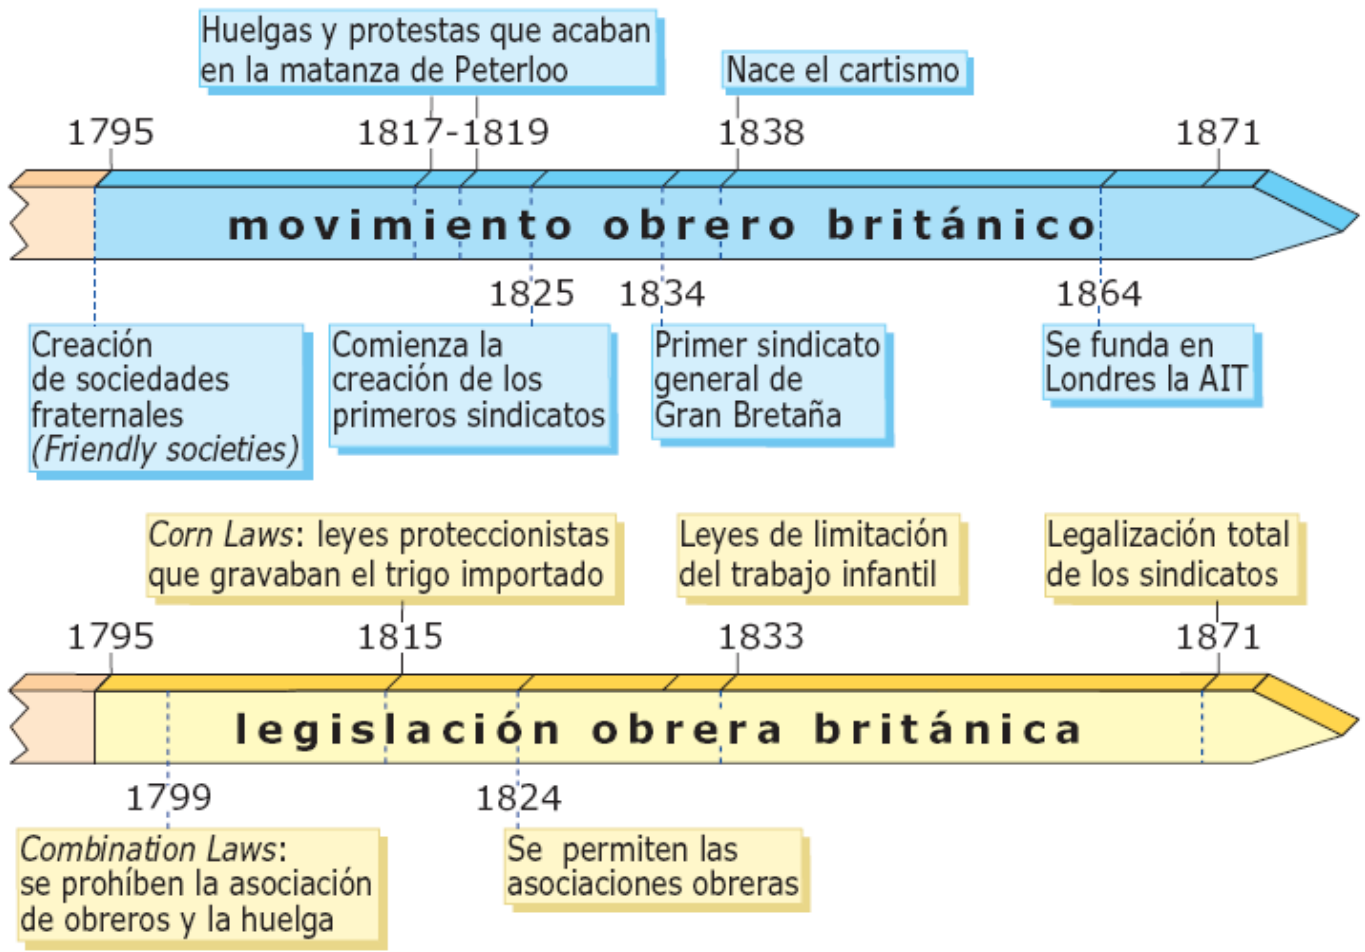 Huelgas y protestas que acaban
en la matanza de Peterloo
Nace el cartismo
1795
1817-1819
1838
1871
movimiento obrero británico
1825
1834
1864
Creación
de sociedades
fraternales
(Friendly societies)
Comienza la
creación de los
primeros sindicatos
Primer sindicato
general de
Gran Bretaña
Se funda en
Londres la AIT
Corn Laws: leyes proteccionistas
que gravaban el trigo importado
Leyes de limitación
del trabajo infantil
Legalización total
de los sindicatos
1795
1815
1833
1871
legislación obrera británica
1799
1824
Combination Laws:
se prohíben la asociación
de obreros y la huelga
Se permiten las
asociaciones obreras